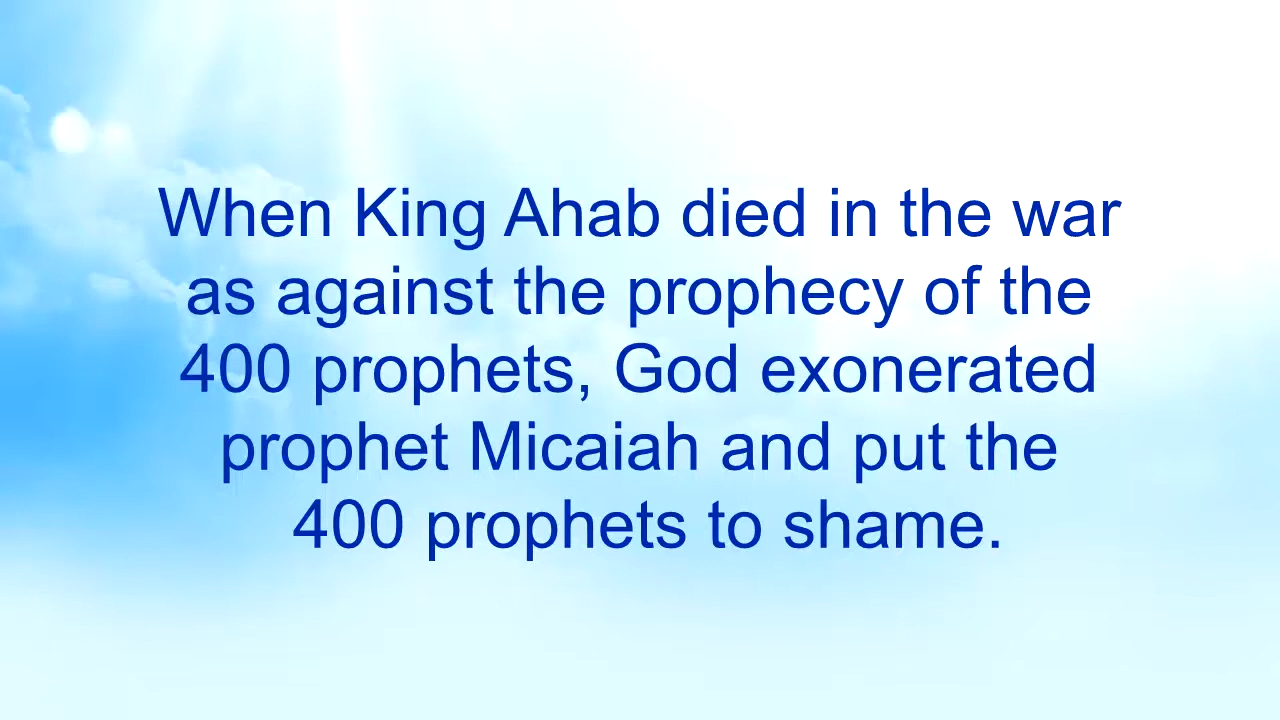 When King Ahab died in the war
as against the prophecy of the
400 prophets, God exonerated
prophet Micaiah and put the
400 prophets to shame.